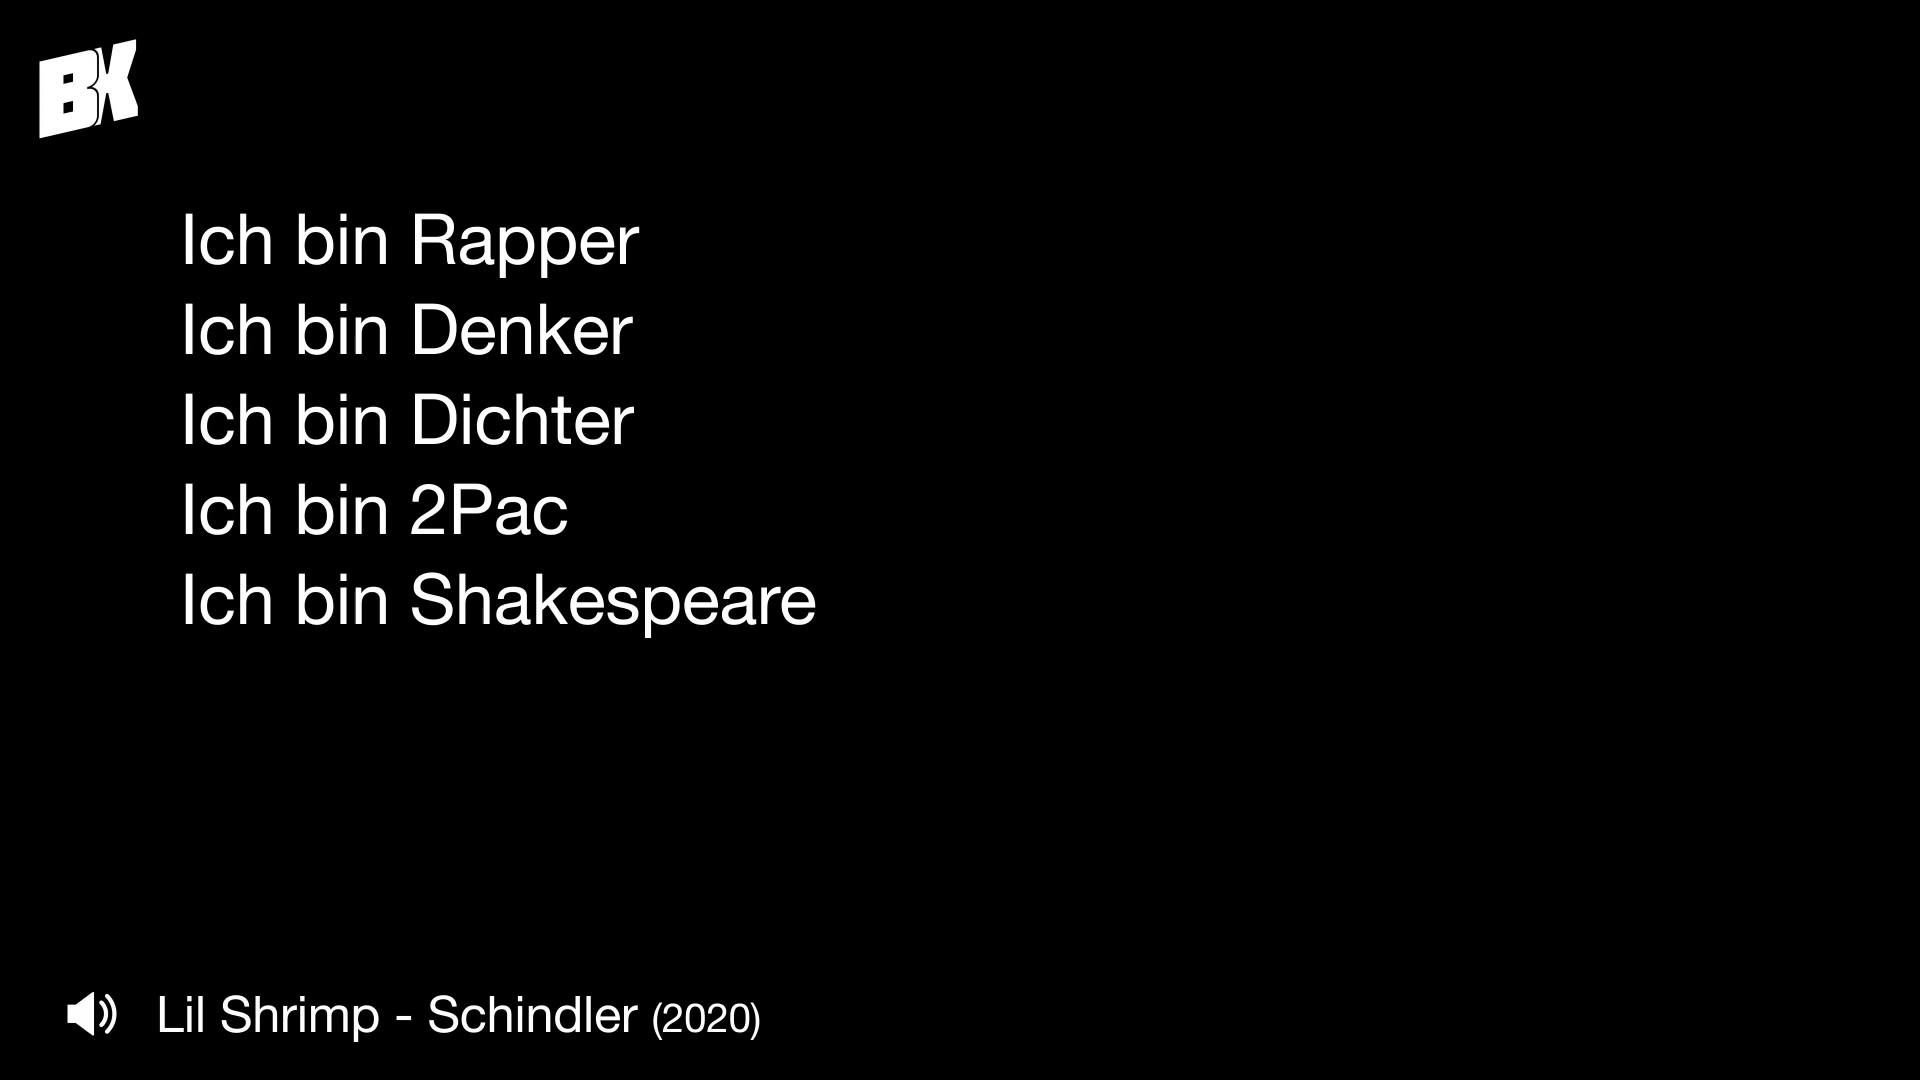 BK
Ich bin Rapper
Ich bin Denker
Ich bin Dichter
Ich bin 2Pac
Ich bin Shakespeare
Lil Shrimp - Schindler (2020)